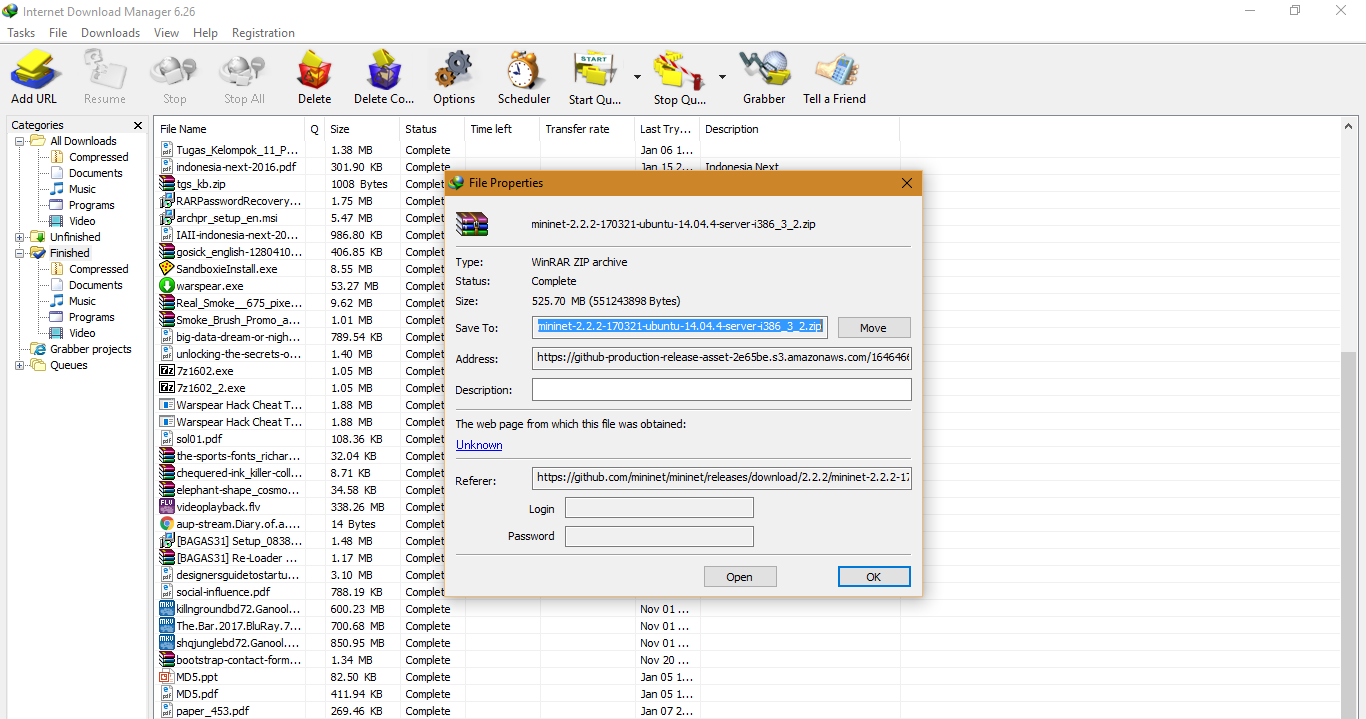 Internet Download Manager 6.26
Tasks File Downloads View Help Registration
Add URL Resume Stop Stop All Delete Delete Co... Options Scheduler START Start Qu... Stop Qu... Grabber Tell a Friend
Categories
All Downloads
Compressed
Documents
Music
Programs
Video
Unfinished
Finished
Compressed
Documents
Music
Programs
Video
Grabber projects
Queues
File Name Q Size Status Time left Transfer rate Last Try... Description
Tugas_Kelompok_11_P... 1.38 MB Complete Jan 06 1...
indonesia-next-2016.pdf 301.90 KB Complete Jan 15 2... Indonesia Next
tgs_kb.zip 1008 Bytes Complet
RARPasswordRecovery... 1.75 MB Complet
archpr_setup_en.msi 5.47 MB Complet
IAII-indonesia-next-20... 986.80 KB Complet
gosick_english-1280410... 406.85 KB Complet
SandboxieInstall.exe 8.55 MB Complet
warspear.exe 53.27 MB Complet
Real_Smoke__675_pixe... 9.62 MB Complet
Smoke_Brush_Promo_a... 1.01 MB Complet
big-data-dream-or-nigh... 789.54 KB Complet
unlocking-the-secrets-o... 1.40 MB Complet
7z1602.exe 1.05 MB Complet
7z1602_2.exe 1.05 MB Complet
Warspear Hack Cheat T... 1.88 MB Complet
Warspear Hack Cheat T... 1.88 MB Complet
sol01.pdf 108.36 KB Complet
the-sports-fonts_richar... 32.04 KB Complet
chequered-ink_killer-coll... 8.71 KB Complet
elephant-shape_cosmo... 34.58 KB Complet
videoplayback.flv 338.26 MB Complet
aup-stream.Diary.of.a.... 14 Bytes Complet
[BAGAS31] Setup_0838... 1.48 MB Complet
[BAGAS31] Re-Loader ... 1.17 MB Complet
designersguidetostartu... 3.10 MB Complet
social-influence.pdf 788.19 KB Complet
killngroundbd72.Ganool... 600.23 MB Complete Nov 01 ...
The.Bar.2017.BluRay.7... 700.68 MB Complete Nov 01 ...
shqjunglebd72.Ganool.... 850.95 MB Complete Nov 01 ...
bootstrap-contact-form... 1.34 MB Complete Nov 20 ...
MD5.ppt 82.50 KB Complete Jan 05 1...
MD5.pdf 411.94 KB Complete Jan 05 1...
paper_453.pdf 269.46 KB Complete Jan 07 2...
File Properties
mininet-2.2.2-170321-ubuntu-14.04.4-server-i386_3_2.zip
Type: WinRAR ZIP archive
Status: Complete
Size: 525.70 MB (551243898 Bytes)
Save To: mininet-2.2.2-170321-ubuntu-14.04.4-server-i386_3_2.zip Move
Address: https://github-production-release-asset-2e65be.s3.amazonaws.com/1646466
Description:
The web page from which this file was obtained:
Unknown
Referer: https://github.com/mininet/mininet/releases/download/2.2.2/mininet-2.2.2-17
Login
Password
Open OK